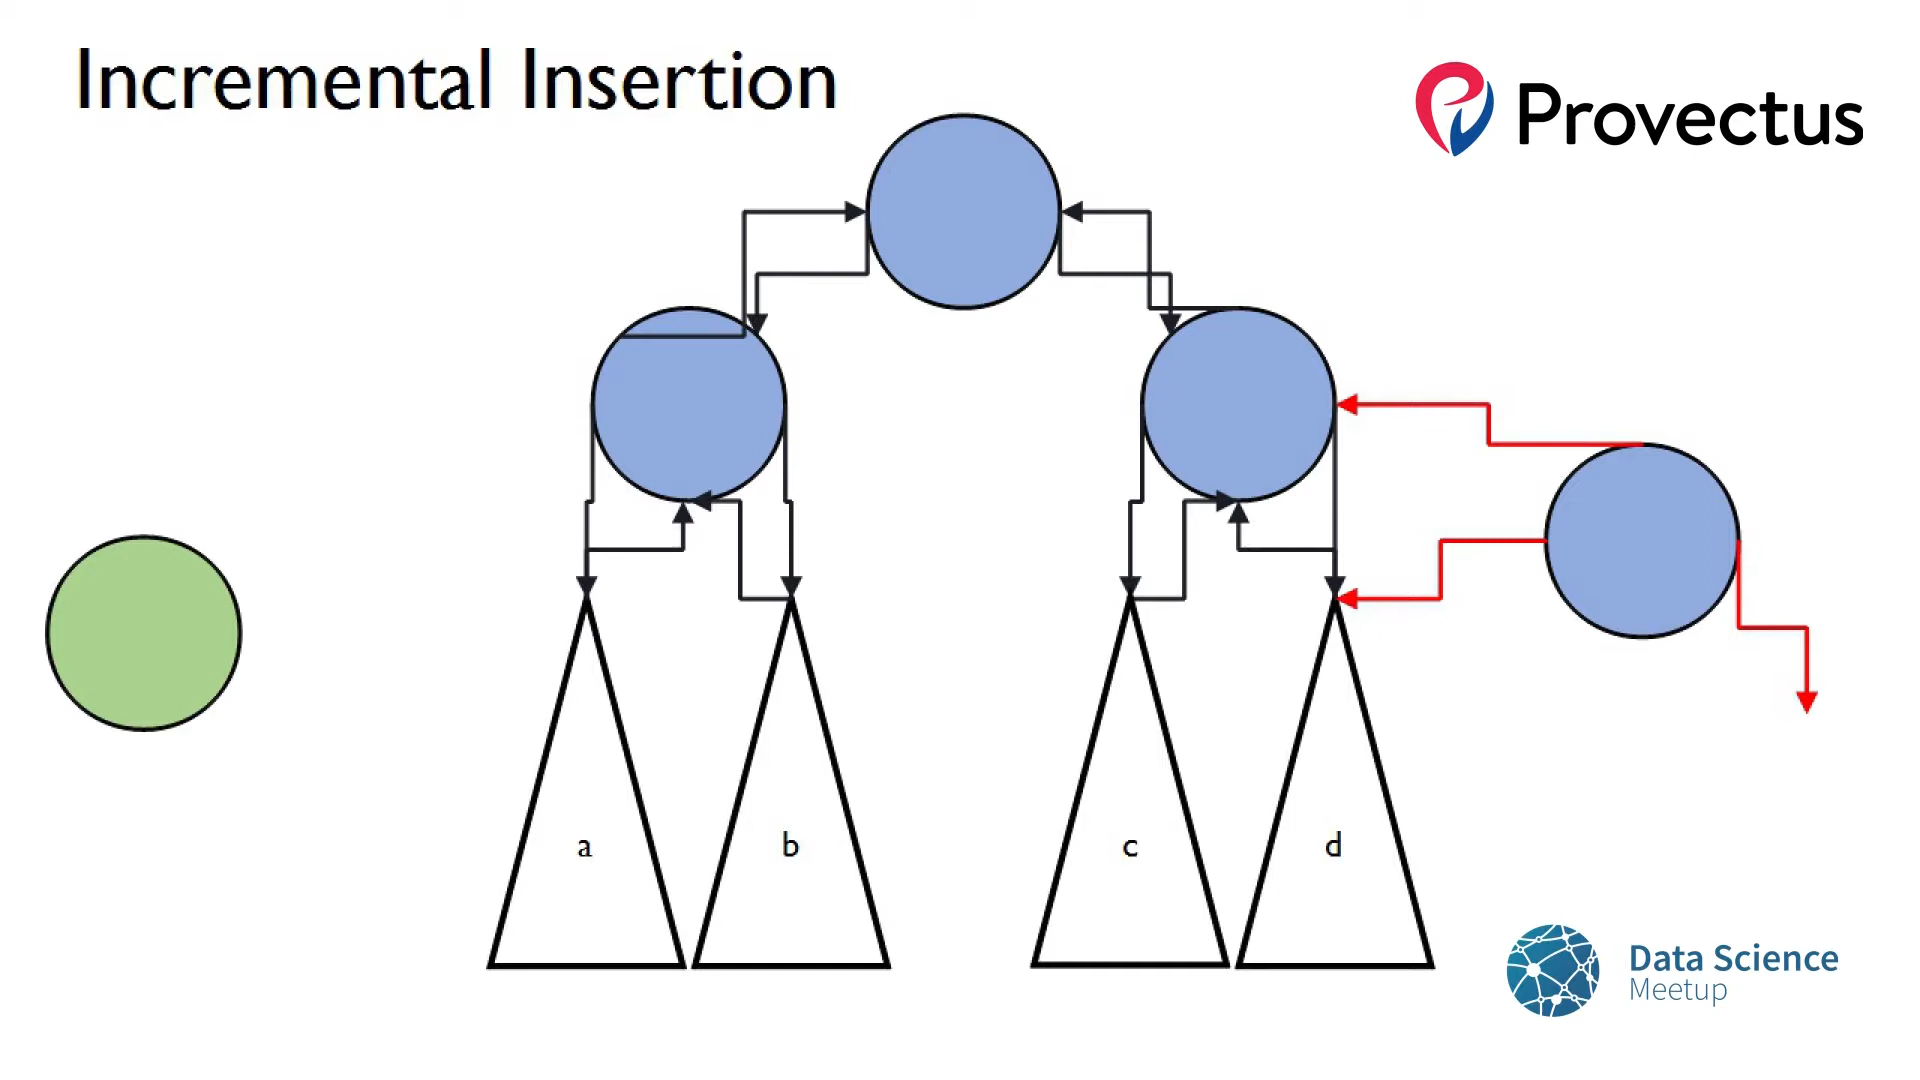 Incremental Insertion
Provectus
a
b
c
d
Data Science
Meetup